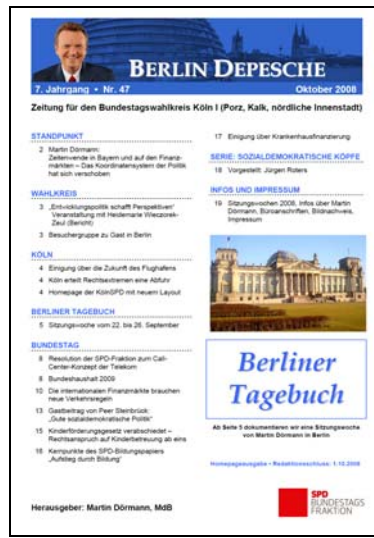 BERLIN DEPESCHE
7. Jahrgang • Nr. 47 Oktober 2008
Zeitung für den Bundestagswahlkreis Köln I (Porz, Kalk, nördliche Innenstadt)
STANDPUNKT
2 Martin Dörmann:
Zeitenwende in Bayern und auf den Finanz-
märkten – Das Koordinatensystem der Politik
hat sich verschoben
WAHLKREIS
3 „Entwicklungspolitik schafft Perspektiven“
Veranstaltung mit Heidemarie Wieczorek-
Zeul (Bericht)
3 Besuchergruppe zu Gast in Berlin
KÖLN
4 Einigung über die Zukunft des Flughafens
4 Köln erteilt Rechtsextremen eine Abfuhr
4 Homepage der KölnSPD mit neuem Layout
BERLINER TAGEBUCH
5 Sitzungswoche vom 22. bis 26. September
BUNDESTAG
8 Resolution der SPD-Fraktion zum Call-
Center-Konzept der Telekom
8 Bundeshaushalt 2009
10 Die internationalen Finanzmärkte brauchen
neue Verkehrsregeln
13 Gastbeitrag von Peer Steinbrück:
„Gute sozialdemokratische Politik“
15 Kinderförderungsgesetz verabschiedet –
Rechtsanspruch auf Kinderbetreuung ab eins
16 Kernpunkte des SPD-Bildungspapiers
„Aufstieg durch Bildung“
17 Einigung über Krankenhausfinanzierung
SERIE: SOZIALDEMOKRATISCHE KÖPFE
18 Vorgestellt: Jürgen Roters
INFOS UND IMPRESSUM
19 Sitzungswochen 2008, Infos über Martin
Dörmann, Büroanschriften, Bildnachweis,
Impressum
Berliner
Tagebuch
Ab Seite 5 dokumentieren wir eine Sitzungswoche
von Martin Dörmann in Berlin
Homepageausgabe • Redaktionsschluss: 1.10.2008
Herausgeber: Martin Dörmann, MdB
SPD
BUNDESTAGS
FRAKTION